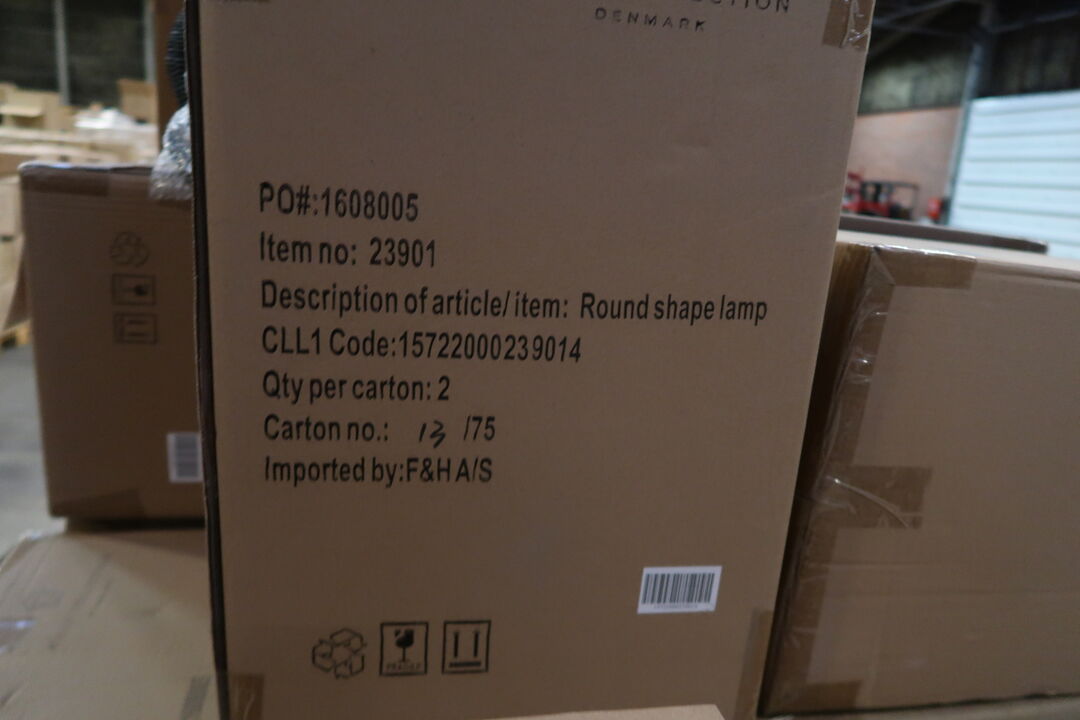 DENMARK
PO#:1608005
Item no: 23901
Description of article/item: Round shape lamp
CLL1 Code:15722000239014
Qty per carton: 2
Carton no.: 13 /75
Imported by:F&H A/S
FRAGILE